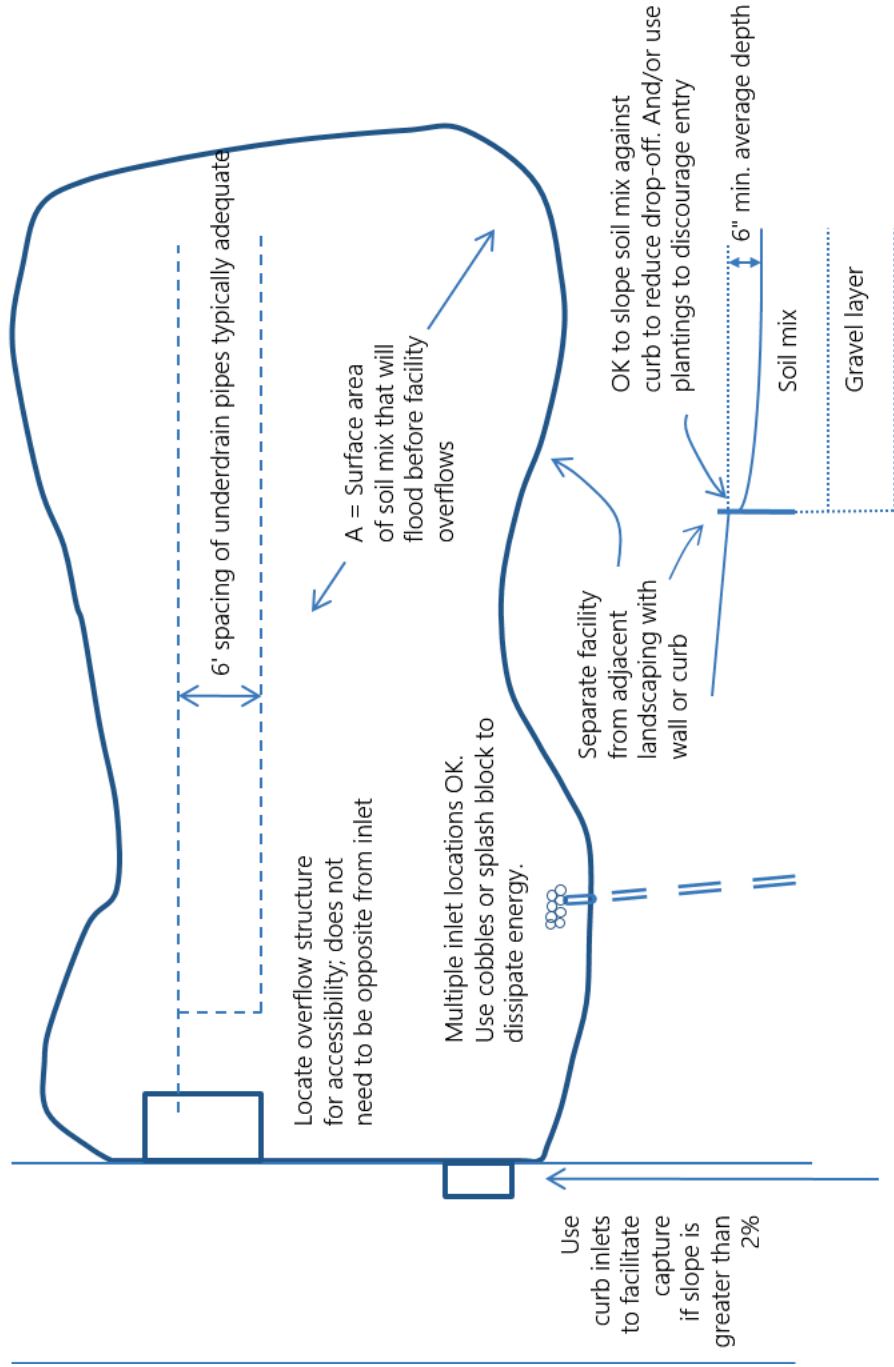 6' spacing of underdrain pipes typically adequate
A = Surface area
of soil mix that will
flood before facility
overflows
Locate overflow structure
for accessibility; does not
need to be opposite from inlet
Multiple inlet locations OK.
Use cobbles or splash block to
dissipate energy.
Use
curb inlets
to facilitate
capture
if slope is
greater than
2%
Separate facility
from adjacent
landscaping with
wall or curb
OK to slope soil mix against
curb to reduce drop-off. And/or use
plantings to discourage entry
6" min. average depth
Soil mix
Gravel layer